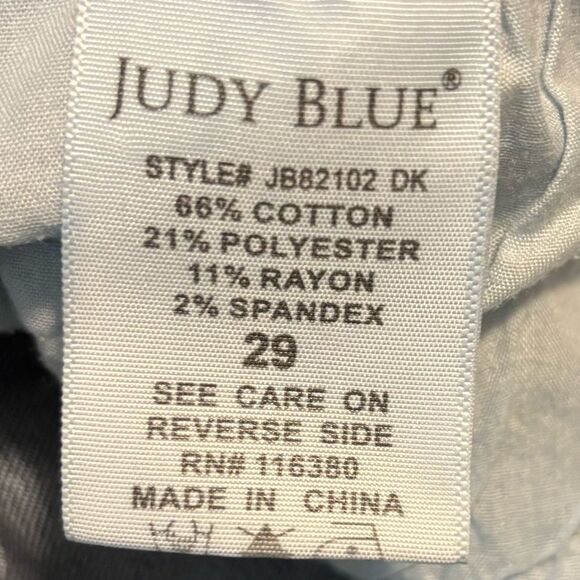 JUDY BLUE®
STYLE# JB82102 DK
66% COTTON
21% POLYESTER
11% RAYON
2% SPANDEX
29
SEE CARE ON
REVERSE SIDE
RN# 116380
MADE IN CHINA